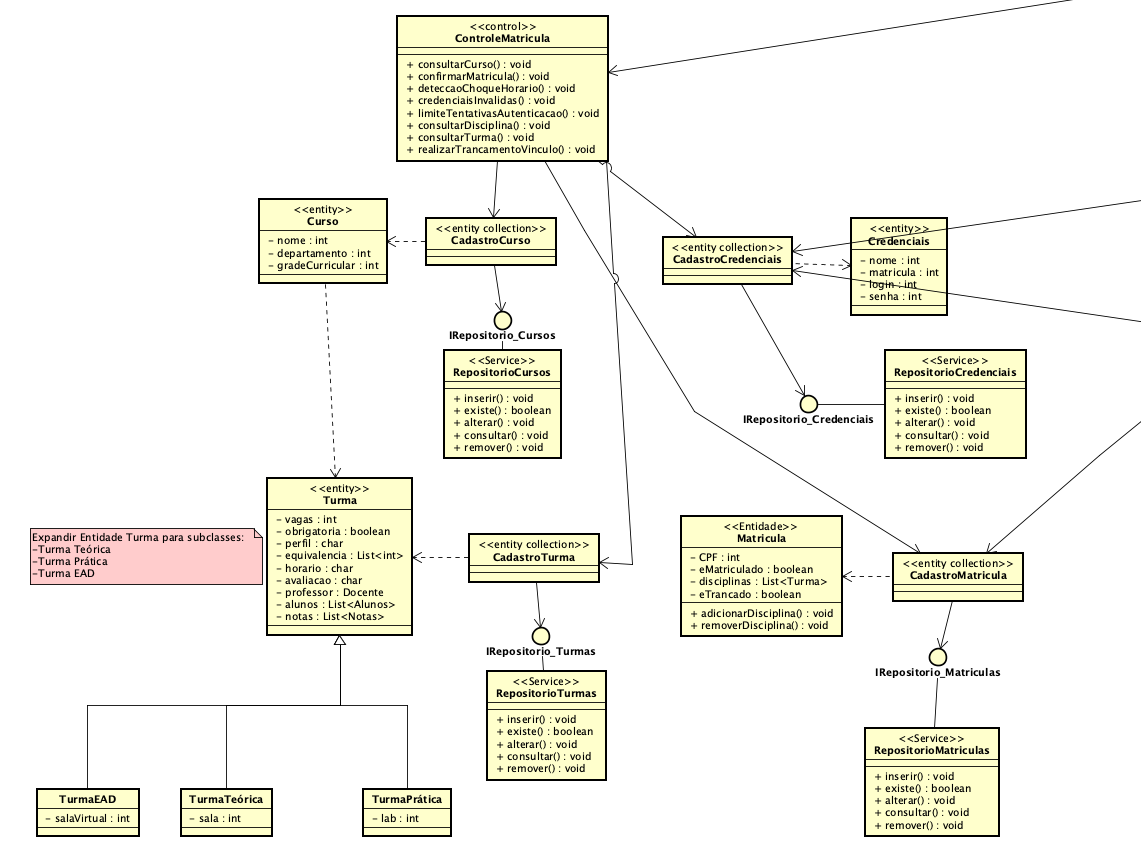 <<control>>
ControleMatricula
+ consultarCurso() : void
+ confirmarMatricula() : void
+ deteccaoChoqueHorario() : void
+ credenciaisInvalidas() : void
+ limiteTentativasAutenticacao() : void
+ consultarDisciplina() : void
+ consultarTurma() : void
+ realizarTrancamentoVinculo() : void
<<entity>>
Curso
- nome : int
- departamento : int
- gradeCurricular : int
<<entity collection>>
CadastroCurso
<<entity collection>>
CadastroCredenciais
<<entity>>
Credenciais
- nome : int
- matricula : int
- login : int
- senha : int
IRepositorio_Cursos
<<Service>>
RepositorioCursos
+ inserir() : void
+ existe() : boolean
+ alterar() : void
+ consultar() : void
+ remover() : void
IRepositorio_Credenciais
<<Service>>
RepositorioCredenciais
+ inserir() : void
+ existe() : boolean
+ alterar() : void
+ consultar() : void
+ remover() : void
Expandir Entidade Turma para subclasses:
-Turma Teórica
-Turma Prática
-Turma EAD
<<entity>>
Turma
- vagas : int
- obrigatoria : boolean
- perfil : char
- equivalencia : List<int>
- horario : char
- avaliacao : char
- professor : Docente
- alunos : List<Alunos>
- notas : List<Notas>
<<entity collection>>
CadastroTurma
<<Entidade>>
Matricula
- CPF : int
- eMatriculado : boolean
- disciplinas : List<Turma>
- eTrancado : boolean
+ adicionarDisciplina() : void
+ removerDisciplina() : void
<<entity collection>>
CadastroMatricula
IRepositorio_Turmas
<<Service>>
RepositorioTurmas
+ inserir() : void
+ existe() : boolean
+ alterar() : void
+ consultar() : void
+ remover() : void
IRepositorio_Matriculas
<<Service>>
RepositorioMatriculas
+ inserir() : void
+ existe() : boolean
+ alterar() : void
+ consultar() : void
+ remover() : void
TurmaEAD
- salaVirtual : int
TurmaTeórica
- sala : int
TurmaPrática
- lab : int